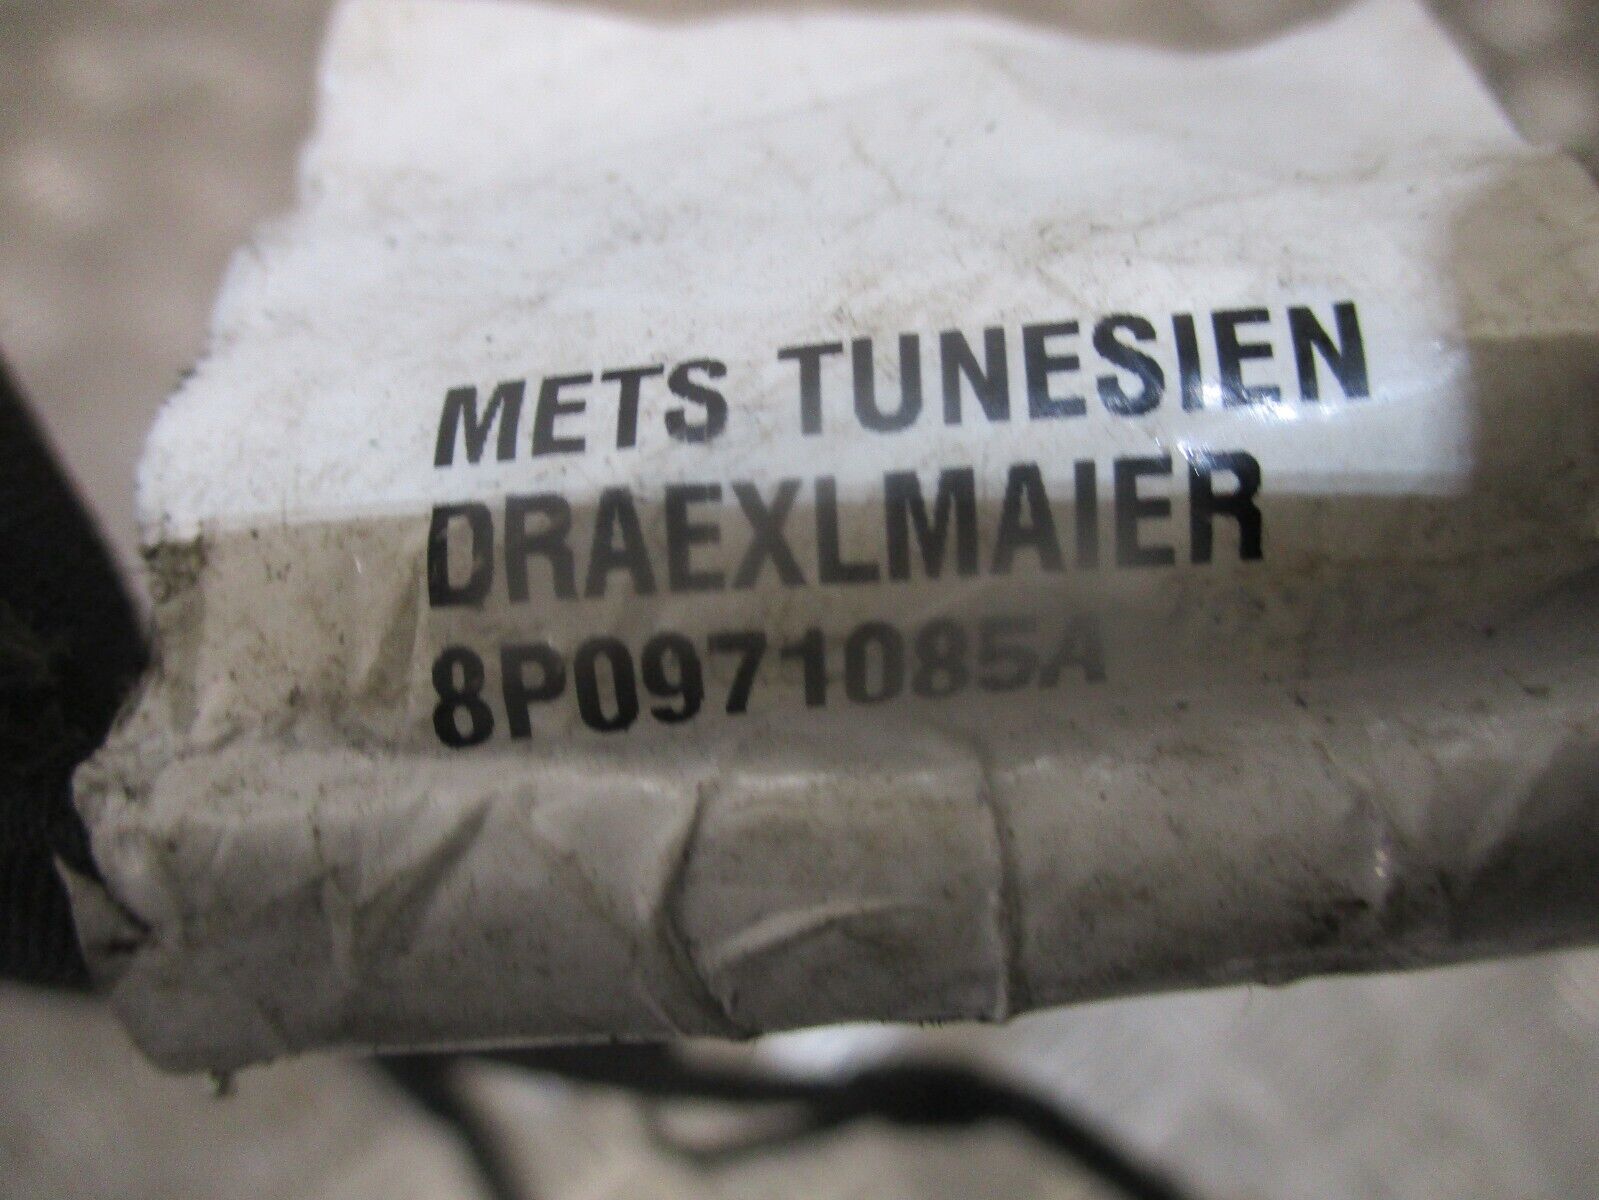 METS TUNESIEN
DRAEXLMAIER
8P0971085A